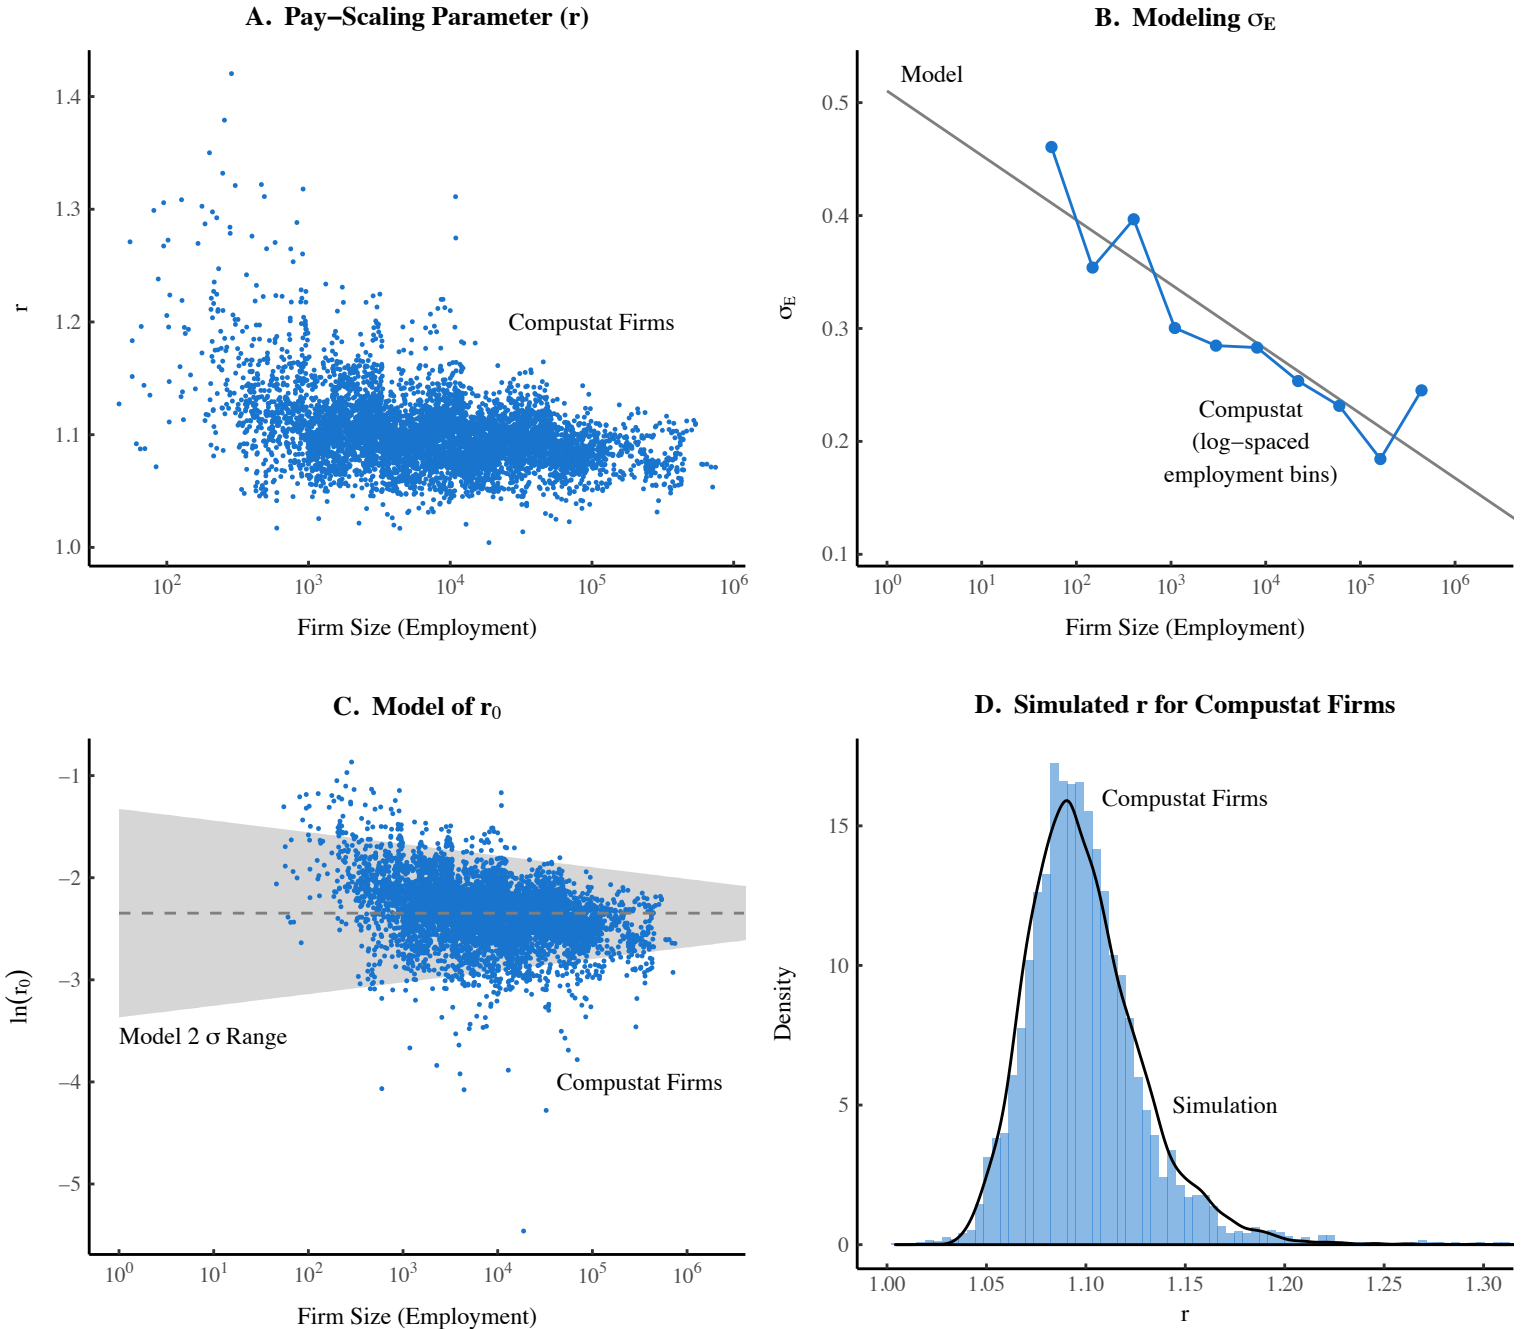 A. Pay−Scaling Parameter (r)
1.4
1.3
1.2
1.1
1.0
r
Compustat Firms
10²
10³
10⁴
10⁵
10⁶
Firm Size (Employment)
B. Modeling σE
Model
0.5
0.4
0.3
0.2
0.1
σE
Compustat
(log−spaced
employment bins)
10⁰
10¹
10²
10³
10⁴
10⁵
10⁶
Firm Size (Employment)
C. Model of r₀
−1
−2
−3
−4
−5
ln(r₀)
Model 2 σ Range
Compustat Firms
10⁰
10¹
10²
10³
10⁴
10⁵
10⁶
Firm Size (Employment)
D. Simulated r for Compustat Firms
15
10
5
0
Density
Compustat Firms
Simulation
1.00
1.05
1.10
1.15
1.20
1.25
1.30
r